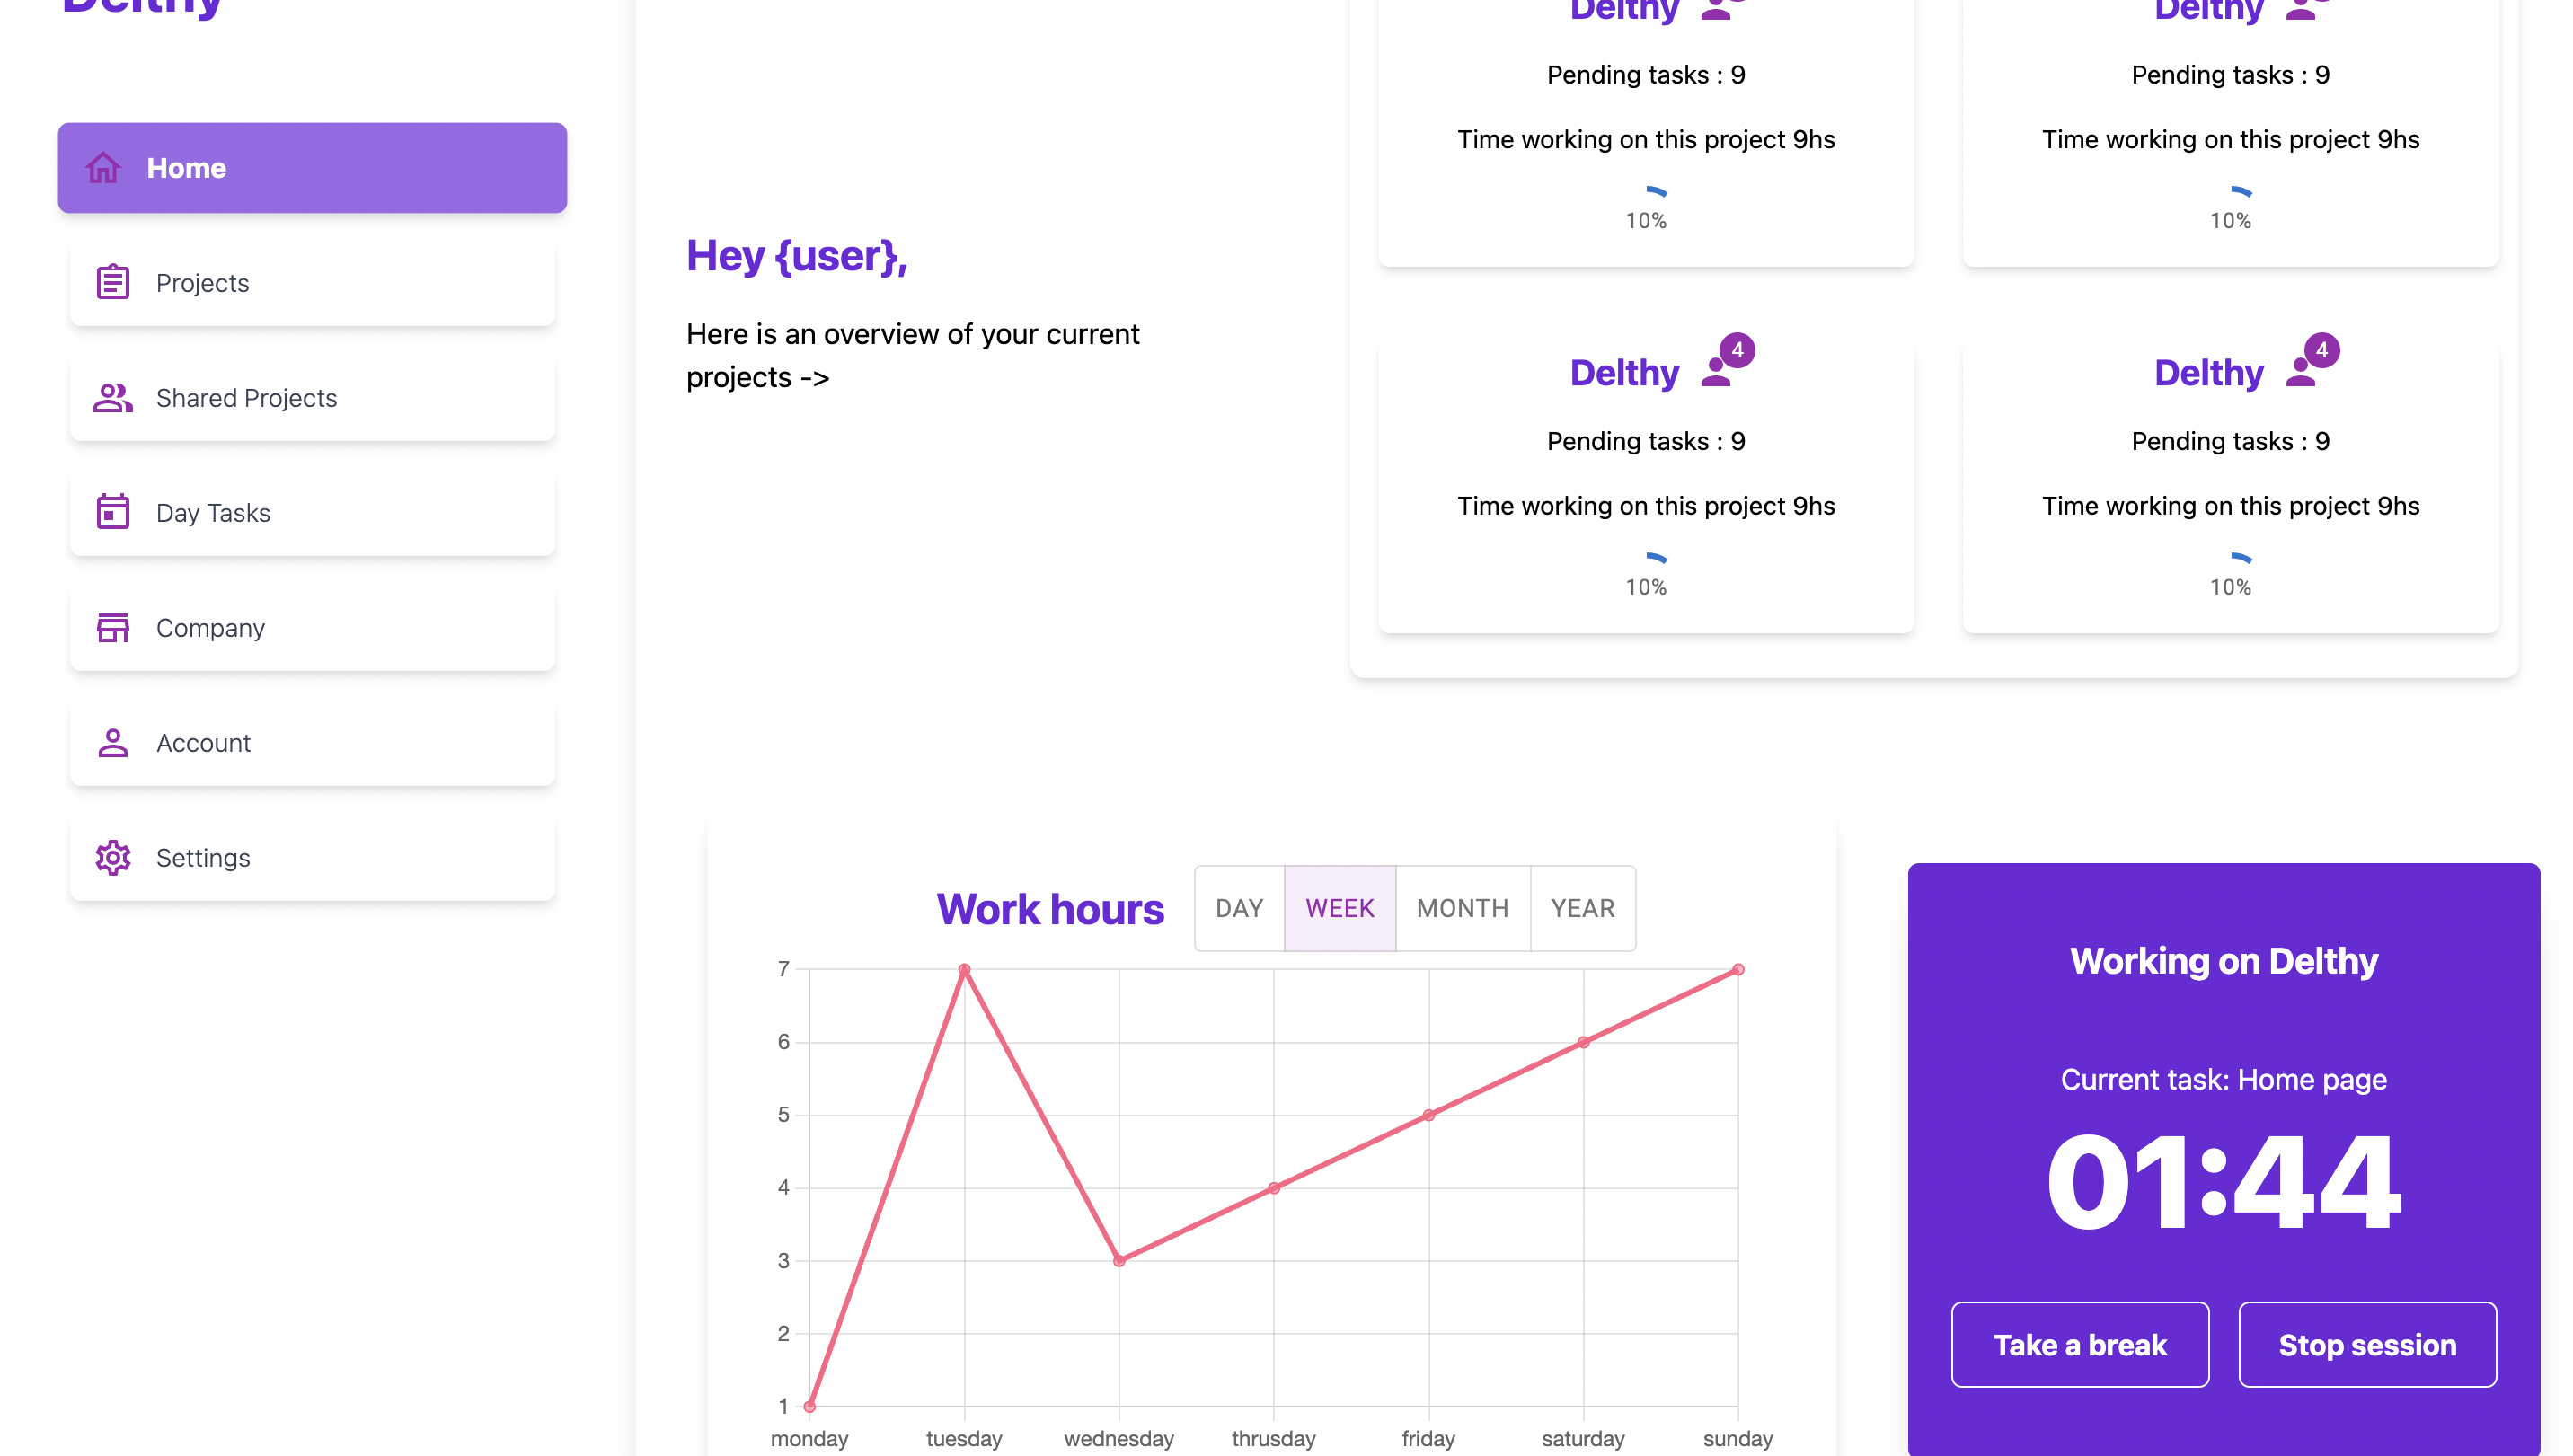 Delthy
Home
Projects
Shared Projects
Day Tasks
Company
Account
Settings
Hey {user},
Here is an overview of your current
projects ->
Delthy
Pending tasks : 9
Time working on this project 9hs
10%
Delthy
Pending tasks : 9
Time working on this project 9hs
10%
Delthy 4
Pending tasks : 9
Time working on this project 9hs
10%
Delthy 4
Pending tasks : 9
Time working on this project 9hs
10%
Work hours
DAY WEEK MONTH YEAR
7
6
5
4
3
2
1
monday tuesday wednesday thrusday friday saturday sunday
Working on Delthy
Current task: Home page
01:44
Take a break Stop session